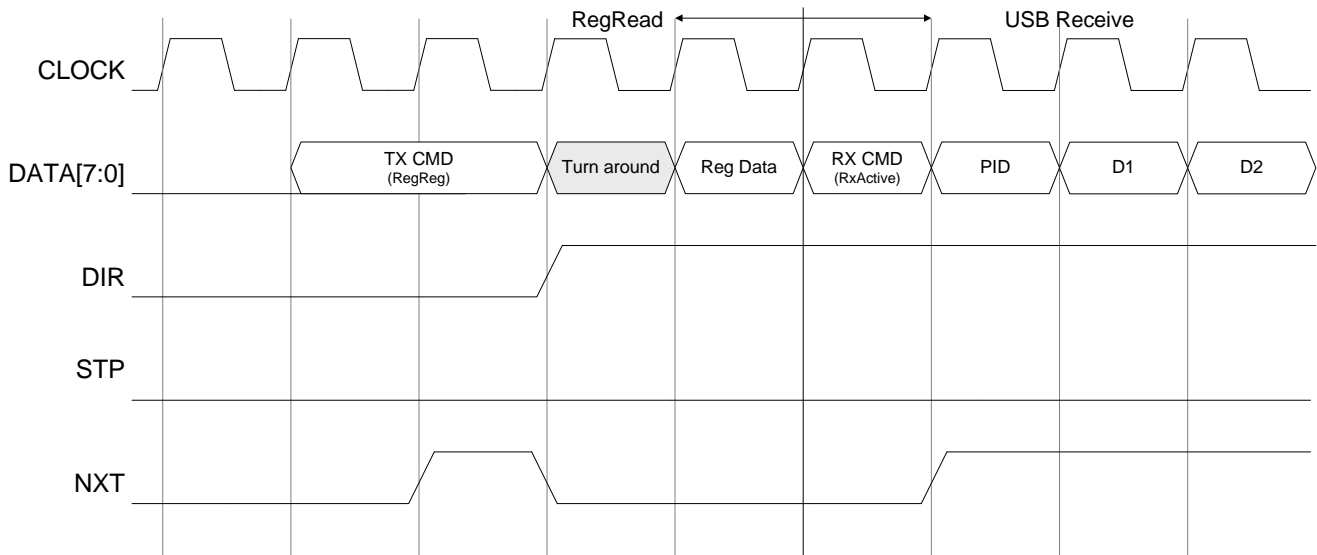 RegRead USB Receive
CLOCK
DATA[7:0]
TX CMD
(RegReg)
Turn around
Reg Data
RX CMD
(RxActive)
PID
D1
D2
DIR
STP
NXT